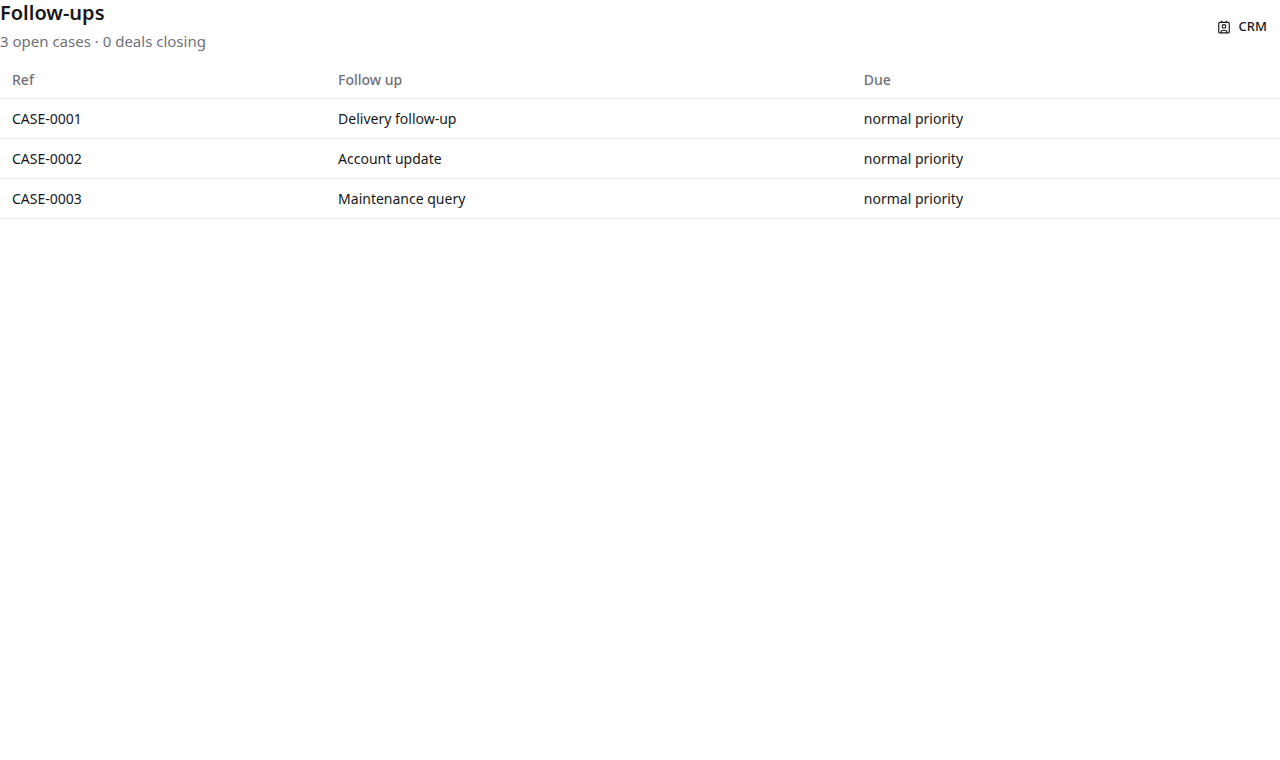 Follow-ups
3 open cases · 0 deals closing
CRM
Ref Follow up Due
CASE-0001 Delivery follow-up normal priority
CASE-0002 Account update normal priority
CASE-0003 Maintenance query normal priority